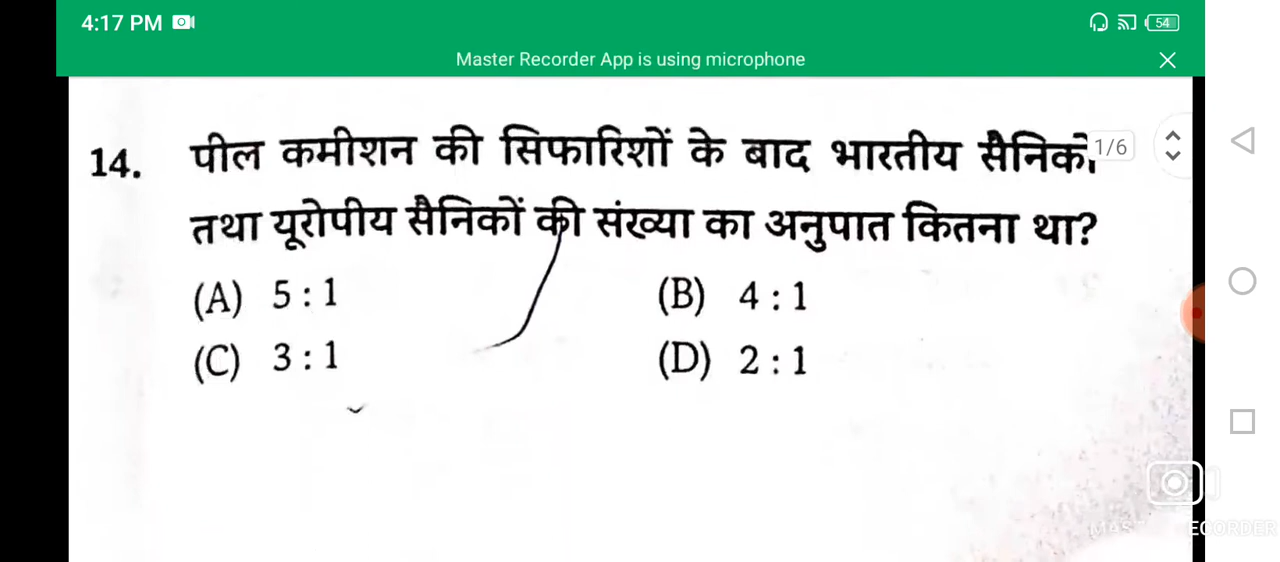 4:17 PM 54
Master Recorder App is using microphone
14. पील कमीशन की सिफारिशों के बाद भारतीय सैनिकों 1/6
तथा यूरोपीय सैनिकों की संख्या का अनुपात कितना था?
(A) 5 : 1 (B) 4 : 1
(C) 3 : 1 (D) 2 : 1